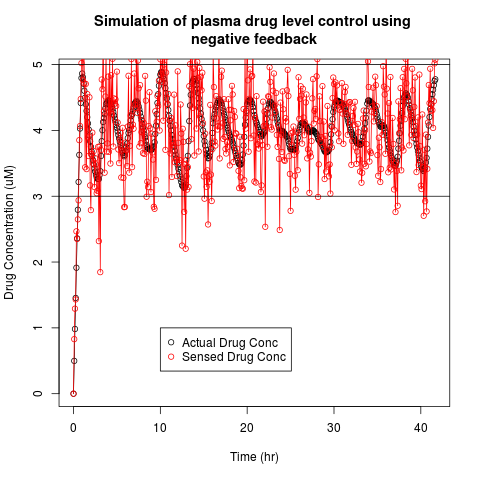 Simulation of plasma drug level control using
negative feedback
Drug Concentration (uM)
5
4
3
2
1
0
Actual Drug Conc
Sensed Drug Conc
0 10 20 30 40
Time (hr)